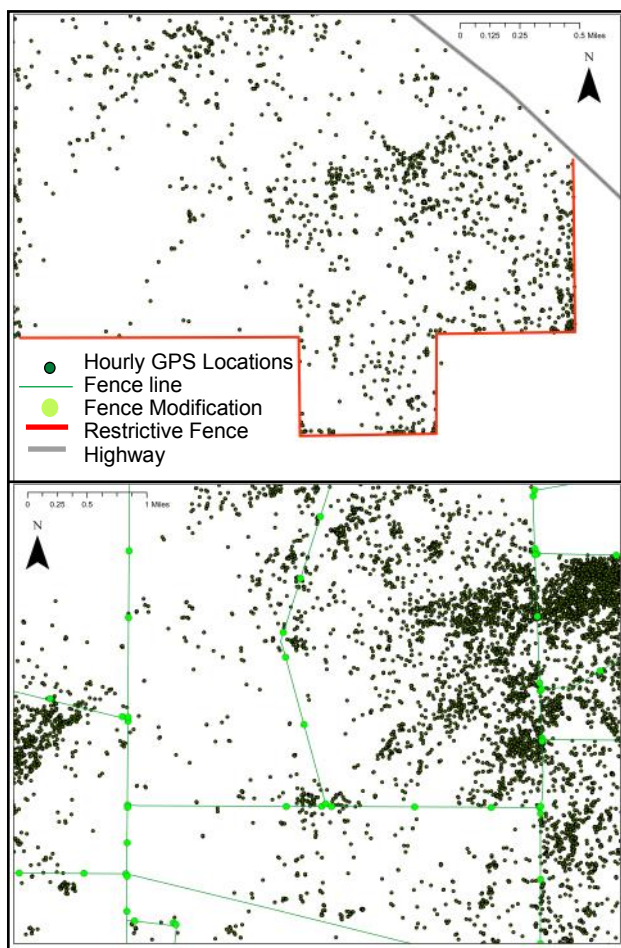 0 0.125 0.25 0.5 Miles
N
Hourly GPS Locations
Fence line
Fence Modification
Restrictive Fence
Highway
0 0.25 0.5 1 Miles
N